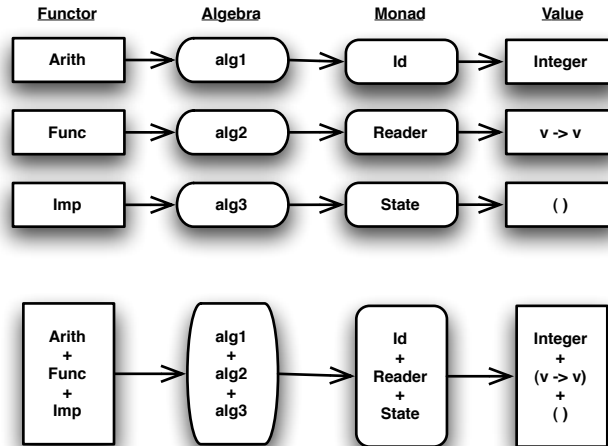 Functor Algebra Monad Value
Arith alg1 Id Integer
Func alg2 Reader v -> v
Imp alg3 State ( )
Arith alg1 Id Integer
+ + + +
Func alg2 Reader (v -> v)
+ + + +
Imp alg3 State ( )